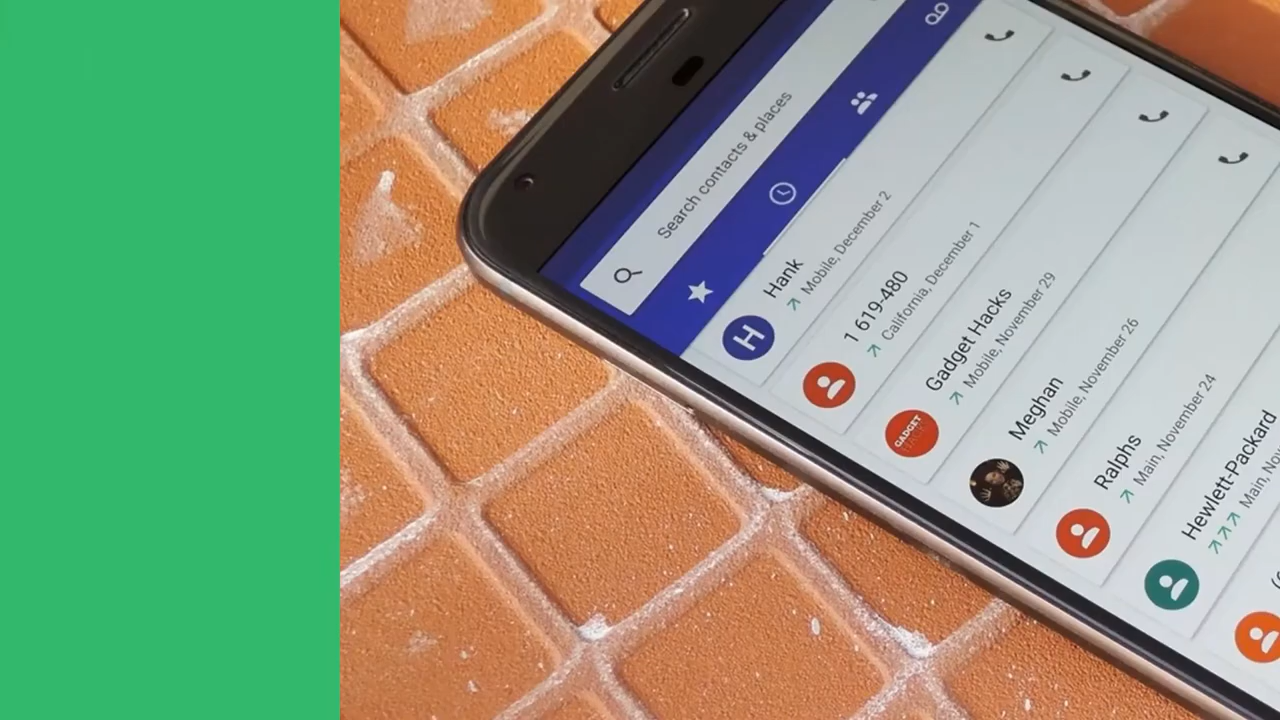 Search contacts & places
Hank
Mobile, December 2
1 619-480
California, December 1
Gadget Hacks
Mobile, November 29
GADGET
Meghan
Mobile, November 26
Ralphs
Main, November 24
Hewlett-Packard
H